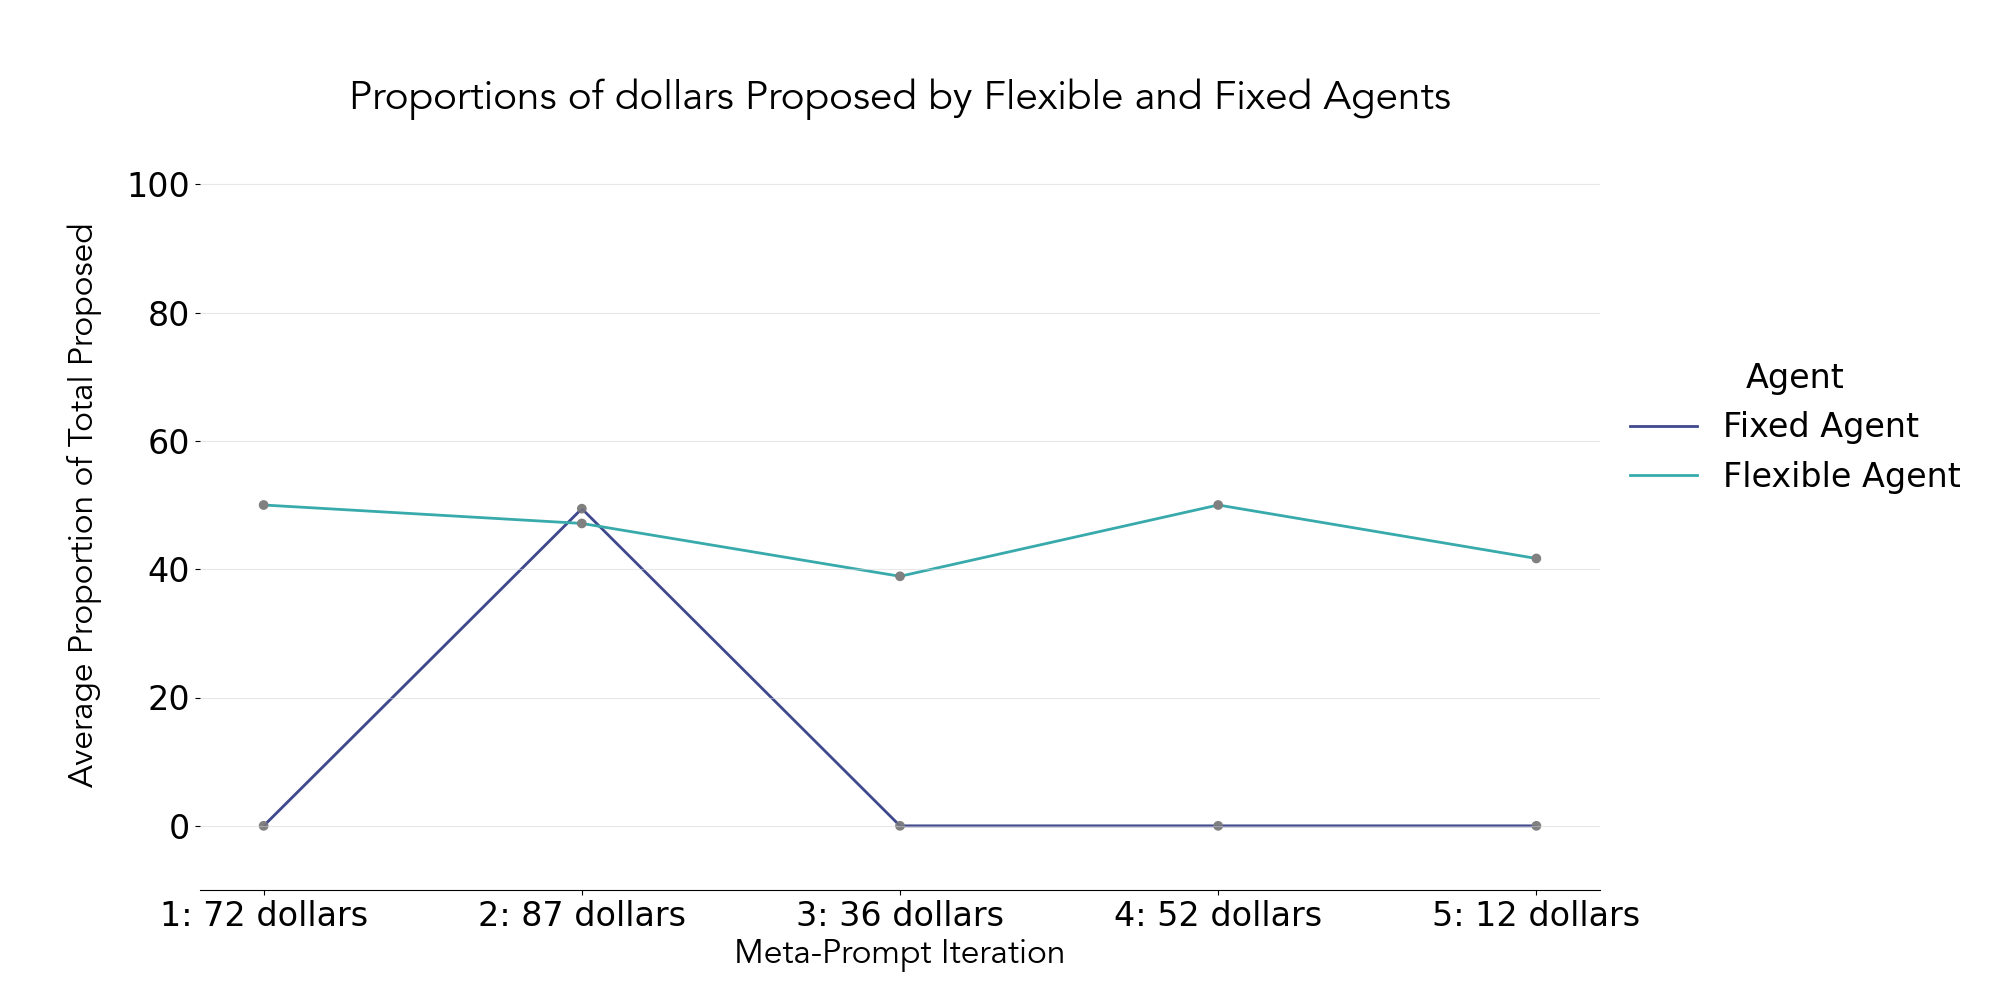 Proportions of dollars Proposed by Flexible and Fixed Agents
Average Proportion of Total Proposed
100
80
60
40
20
0
1: 72 dollars
2: 87 dollars
3: 36 dollars
4: 52 dollars
5: 12 dollars
Meta-Prompt Iteration
Agent
Fixed Agent
Flexible Agent